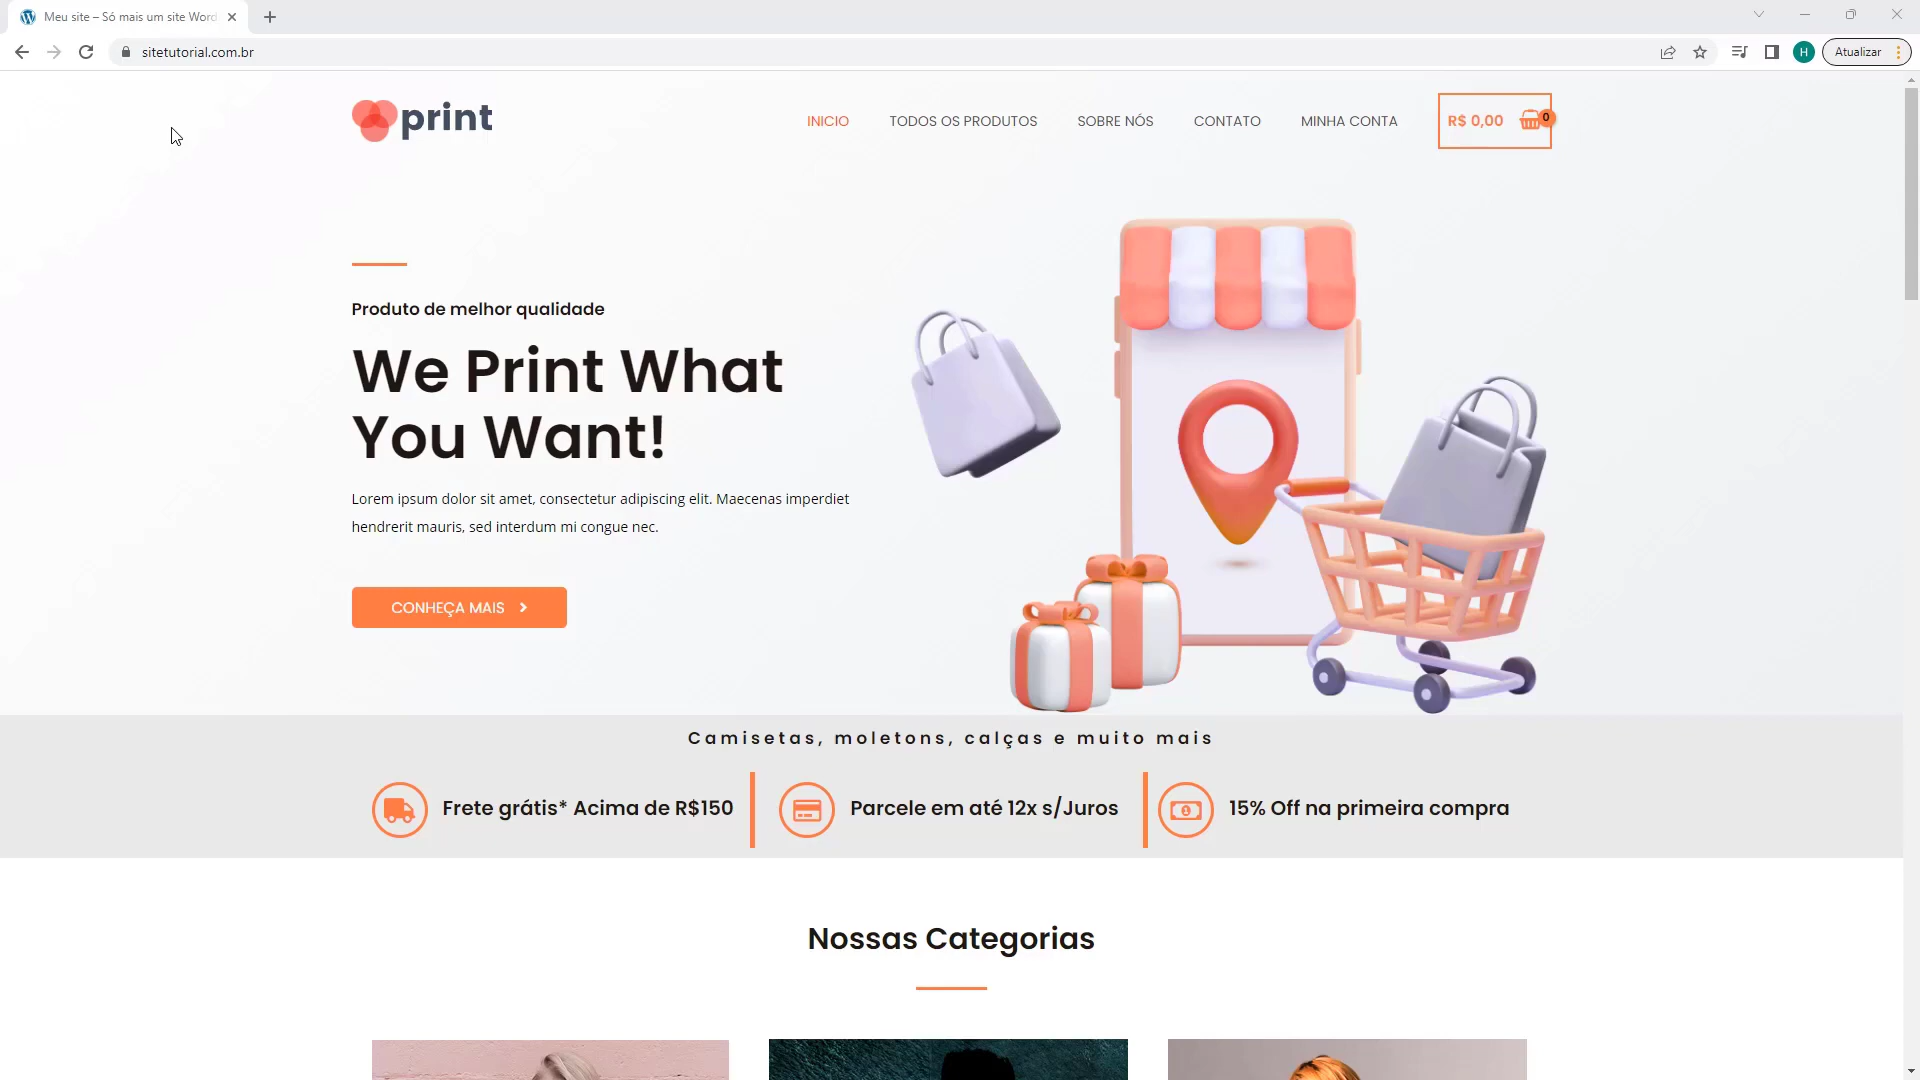 Meu site – Só mais um site Word
sitetutorial.com.br
H
Atualizar
print
INICIO
TODOS OS PRODUTOS
SOBRE NÓS
CONTATO
MINHA CONTA
R$ 0,00
0
Produto de melhor qualidade
We Print What
You Want!
Lorem ipsum dolor sit amet, consectetur adipiscing elit. Maecenas imperdiet
hendrerit mauris, sed interdum mi congue nec.
CONHEÇA MAIS
Camisetas, moletons, calças e muito mais
Frete grátis* Acima de R$150
Parcele em até 12x s/Juros
15% Off na primeira compra
Nossas Categorias